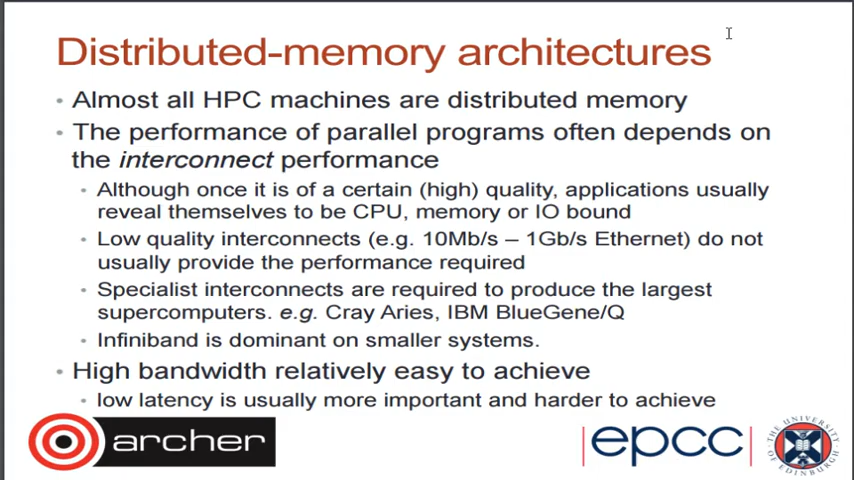 Distributed-memory architectures
• Almost all HPC machines are distributed memory
• The performance of parallel programs often depends on
the interconnect performance
• Although once it is of a certain (high) quality, applications usually
reveal themselves to be CPU, memory or IO bound
• Low quality interconnects (e.g. 10Mb/s – 1Gb/s Ethernet) do not
usually provide the performance required
• Specialist interconnects are required to produce the largest
supercomputers. e.g. Cray Aries, IBM BlueGene/Q
• Infiniband is dominant on smaller systems.
• High bandwidth relatively easy to achieve
• low latency is usually more important and harder to achieve
archer
epcc
THE UNIVERSITY
OF EDINBURGH